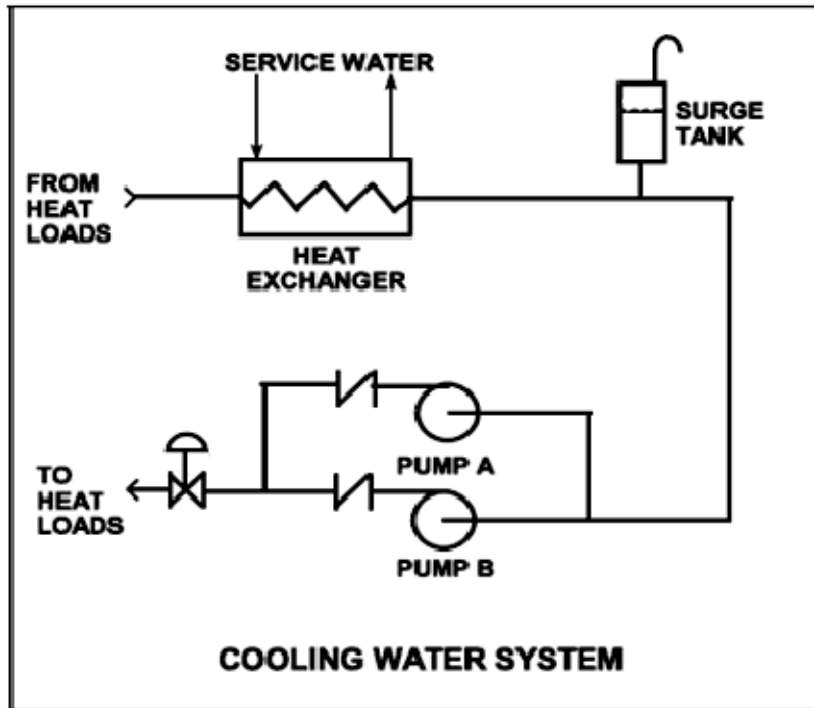 SERVICE WATER
SURGE
TANK
FROM
HEAT
LOADS
HEAT
EXCHANGER
PUMP A
TO
HEAT
LOADS
PUMP B
COOLING WATER SYSTEM